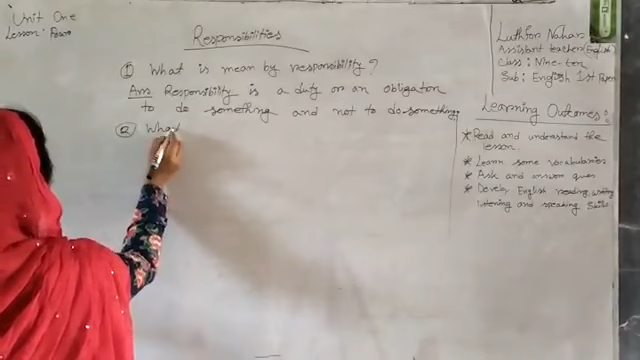 Unit One
Lesson:
Responsibilities
① What is mean by responsibility?
Ans Responsibility is a duty or an obligation
to do something and not to do something
② What
Luthfor Nahar
Assistant teacher (English)
Class: Nine-ten
Sub: English 1st Paper
Learning Outcomes:
* Read and understand the
lesson.
* Learn some vocabularies
* Ask and answer ques
* Develop English reading, writing
listening and speaking skills